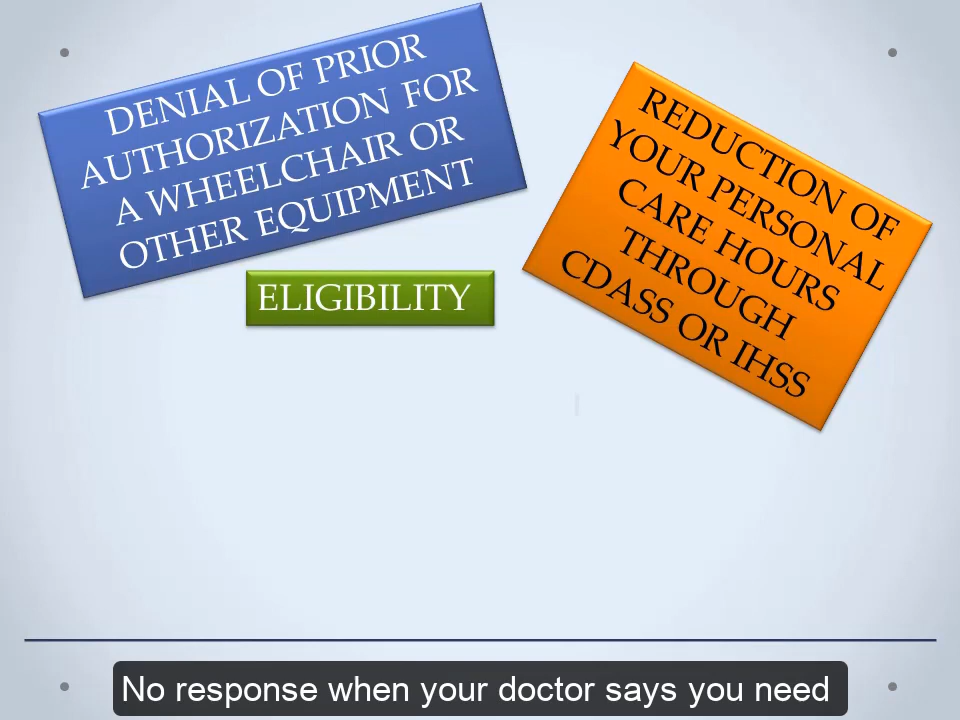 DENIAL OF PRIOR
AUTHORIZATION FOR
A WHEELCHAIR OR
OTHER EQUIPMENT
REDUCTION OF
YOUR PERSONAL
CARE HOURS
THROUGH
CDASS OR IHSS
ELIGIBILITY
No response when your doctor says you need